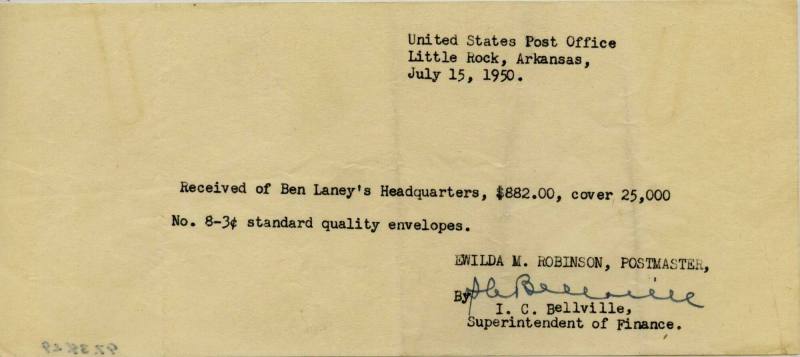 United States Post Office
Little Rock, Arkansas,
July 15, 1950.
Received of Ben Laney's Headquarters, $882.00, cover 25,000
No. 8-3¢ standard quality envelopes.
EWILDA M. ROBINSON, POSTMASTER,
By I C Bellville
I. C. Bellville,
Superintendent of Finance.